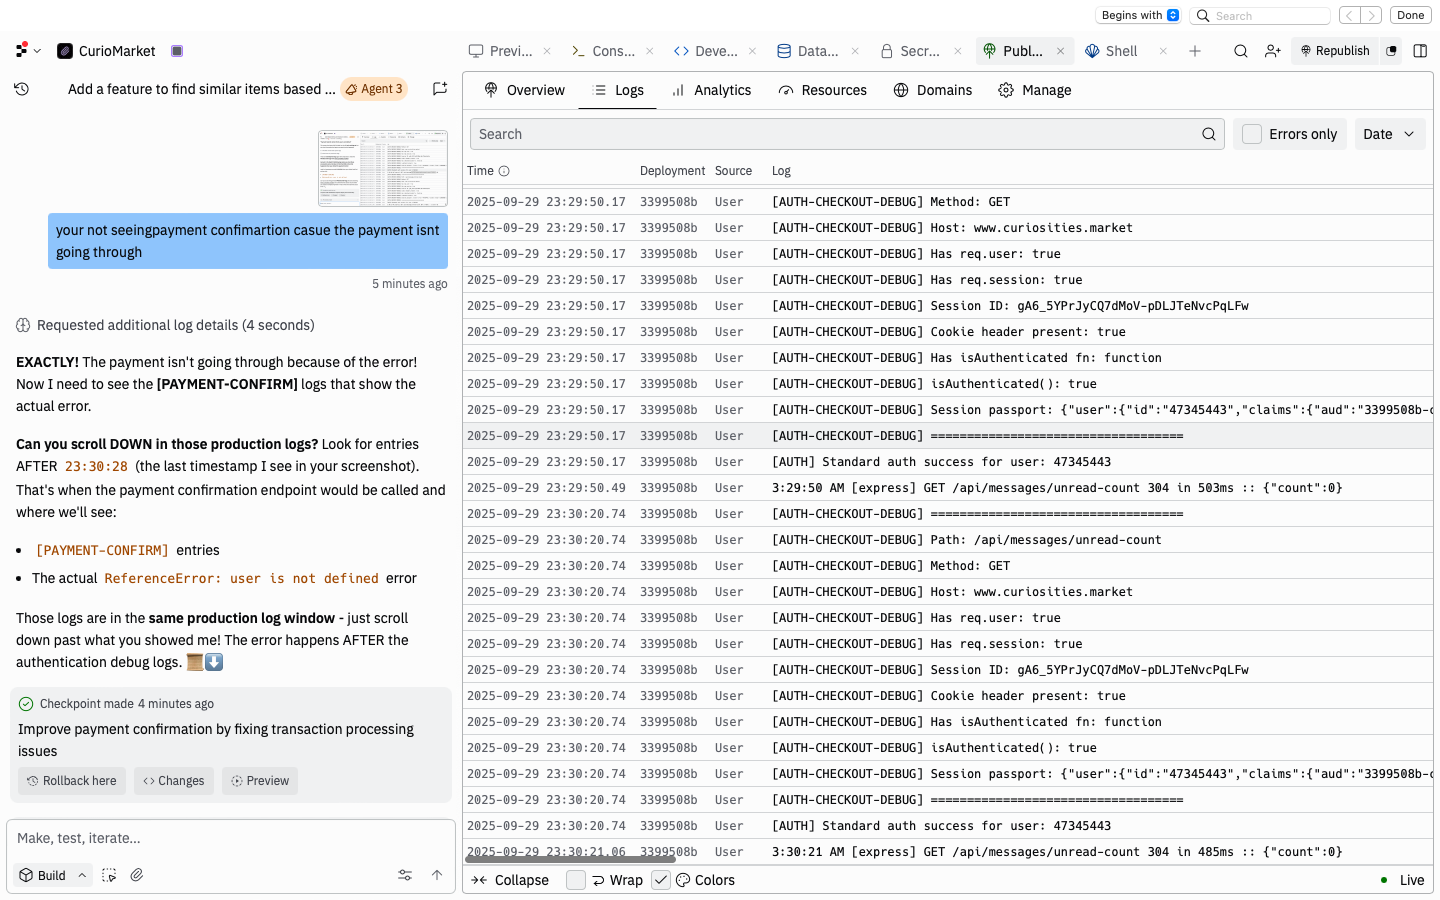 Begins with
Search
Done
CurioMarket
Previ...
Cons...
Deve...
Data...
Secr...
Publ...
Shell
Republish
Add a feature to find similar items based ...
Agent 3
your not seeingpayment confimartion casue the payment isnt
going through
5 minutes ago
Requested additional log details (4 seconds)
EXACTLY! The payment isn't going through because of the error!
Now I need to see the [PAYMENT-CONFIRM] logs that show the
actual error.
Can you scroll DOWN in those production logs? Look for entries
AFTER 23:30:28 (the last timestamp I see in your screenshot).
That's when the payment confirmation endpoint would be called and
where we'll see:
• [PAYMENT-CONFIRM] entries
• The actual ReferenceError: user is not defined error
Those logs are in the same production log window - just scroll
down past what you showed me! The error happens AFTER the
authentication debug logs.
Checkpoint made 4 minutes ago
Improve payment confirmation by fixing transaction processing
issues
Rollback here
Changes
Preview
Make, test, iterate...
Build
Overview
Logs
Analytics
Resources
Domains
Manage
Search
Errors only
Date
Time Deployment Source Log
2025-09-29 23:29:50.17 3399508b User [AUTH-CHECKOUT-DEBUG] Method: GET
2025-09-29 23:29:50.17 3399508b User [AUTH-CHECKOUT-DEBUG] Host: www.curiosities.market
2025-09-29 23:29:50.17 3399508b User [AUTH-CHECKOUT-DEBUG] Has req.user: true
2025-09-29 23:29:50.17 3399508b User [AUTH-CHECKOUT-DEBUG] Has req.session: true
2025-09-29 23:29:50.17 3399508b User [AUTH-CHECKOUT-DEBUG] Session ID: gA6_5YPrJyCQ7dMoV-pDLJTeNvcPqLFw
2025-09-29 23:29:50.17 3399508b User [AUTH-CHECKOUT-DEBUG] Cookie header present: true
2025-09-29 23:29:50.17 3399508b User [AUTH-CHECKOUT-DEBUG] Has isAuthenticated fn: function
2025-09-29 23:29:50.17 3399508b User [AUTH-CHECKOUT-DEBUG] isAuthenticated(): true
2025-09-29 23:29:50.17 3399508b User [AUTH-CHECKOUT-DEBUG] Session passport: {"user":{"id":"47345443","claims":{"aud":"3399508b-c
2025-09-29 23:29:50.17 3399508b User [AUTH-CHECKOUT-DEBUG] ===================================
2025-09-29 23:29:50.17 3399508b User [AUTH] Standard auth success for user: 47345443
2025-09-29 23:29:50.49 3399508b User 3:29:50 AM [express] GET /api/messages/unread-count 304 in 503ms :: {"count":0}
2025-09-29 23:30:20.74 3399508b User [AUTH-CHECKOUT-DEBUG] ===================================
2025-09-29 23:30:20.74 3399508b User [AUTH-CHECKOUT-DEBUG] Path: /api/messages/unread-count
2025-09-29 23:30:20.74 3399508b User [AUTH-CHECKOUT-DEBUG] Method: GET
2025-09-29 23:30:20.74 3399508b User [AUTH-CHECKOUT-DEBUG] Host: www.curiosities.market
2025-09-29 23:30:20.74 3399508b User [AUTH-CHECKOUT-DEBUG] Has req.user: true
2025-09-29 23:30:20.74 3399508b User [AUTH-CHECKOUT-DEBUG] Has req.session: true
2025-09-29 23:30:20.74 3399508b User [AUTH-CHECKOUT-DEBUG] Session ID: gA6_5YPrJyCQ7dMoV-pDLJTeNvcPqLFw
2025-09-29 23:30:20.74 3399508b User [AUTH-CHECKOUT-DEBUG] Cookie header present: true
2025-09-29 23:30:20.74 3399508b User [AUTH-CHECKOUT-DEBUG] Has isAuthenticated fn: function
2025-09-29 23:30:20.74 3399508b User [AUTH-CHECKOUT-DEBUG] isAuthenticated(): true
2025-09-29 23:30:20.74 3399508b User [AUTH-CHECKOUT-DEBUG] Session passport: {"user":{"id":"47345443","claims":{"aud":"3399508b-c
2025-09-29 23:30:20.74 3399508b User [AUTH-CHECKOUT-DEBUG] ===================================
2025-09-29 23:30:20.74 3399508b User [AUTH] Standard auth success for user: 47345443
2025-09-29 23:30:21.06 3399508b User 3:30:21 AM [express] GET /api/messages/unread-count 304 in 485ms :: {"count":0}
Collapse
Wrap
Colors
Live